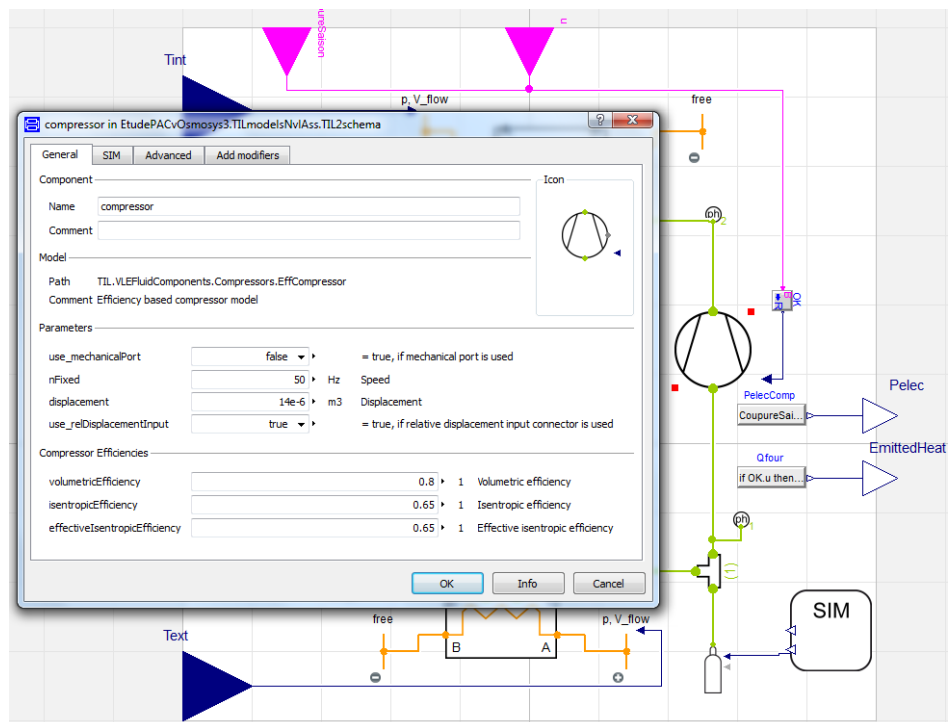 ureSaison
u
Tint
p, V_flow
free
compressor in EtudePACvOsmosys3.TILmodelsNvlAss.TIL2schema
General SIM Advanced Add modifiers
Component
Icon
Name compressor
Comment
Model
Path TIL.VLEFluidComponents.Compressors.EffCompressor
Comment Efficiency based compressor model
Parameters
use_mechanicalPort false = true, if mechanical port is used
nFixed 50 Hz Speed
displacement 14e-6 m3 Displacement
use_relDisplacementInput true = true, if relative displacement input connector is used
Compressor Efficiencies
volumetricEfficiency 0.8 1 Volumetric efficiency
isentropicEfficiency 0.65 1 Isentropic efficiency
effectiveIsentropicEfficiency 0.65 1 Effective isentropic efficiency
OK Info Cancel
ph 2
B
R
OK
Pelec
PelecComp
CoupureSai...
EmittedHeat
Qfour
if OK.u then...
ph 1
(1)
SIM
free
p, V_flow
B A
Text